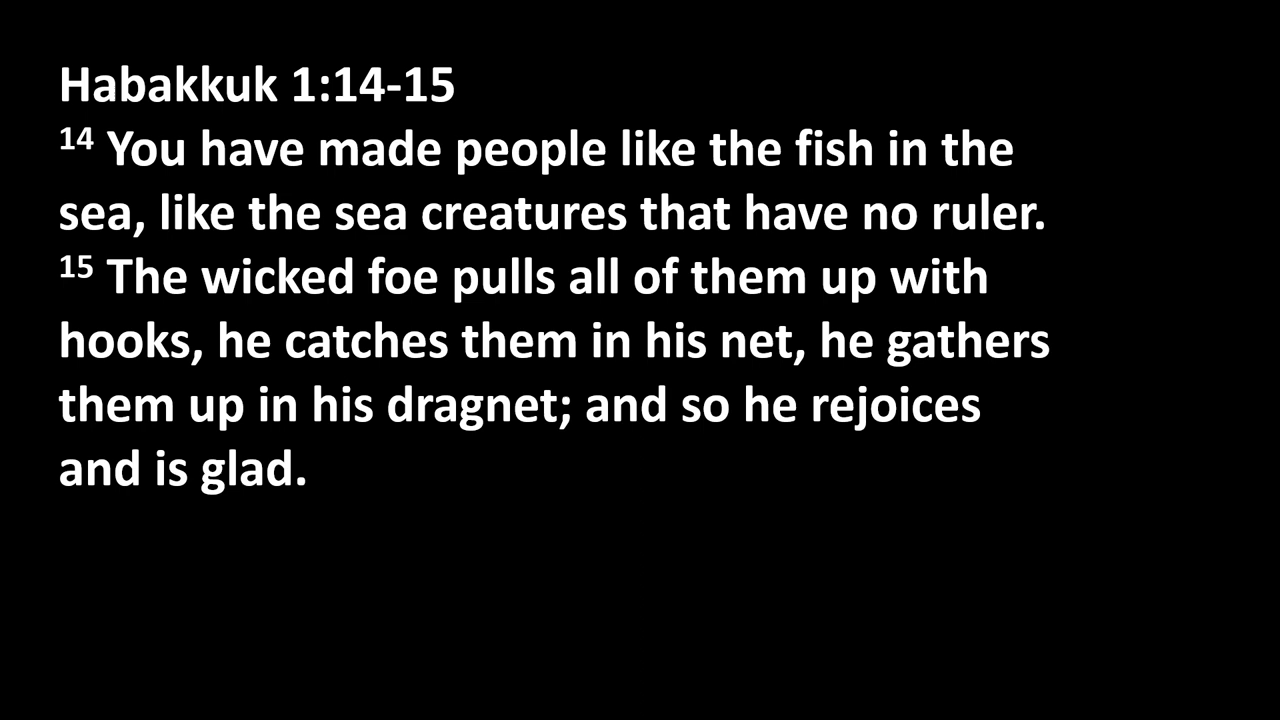 Habakkuk 1:14-15
14 You have made people like the fish in the
sea, like the sea creatures that have no ruler.
15 The wicked foe pulls all of them up with
hooks, he catches them in his net, he gathers
them up in his dragnet; and so he rejoices
and is glad.